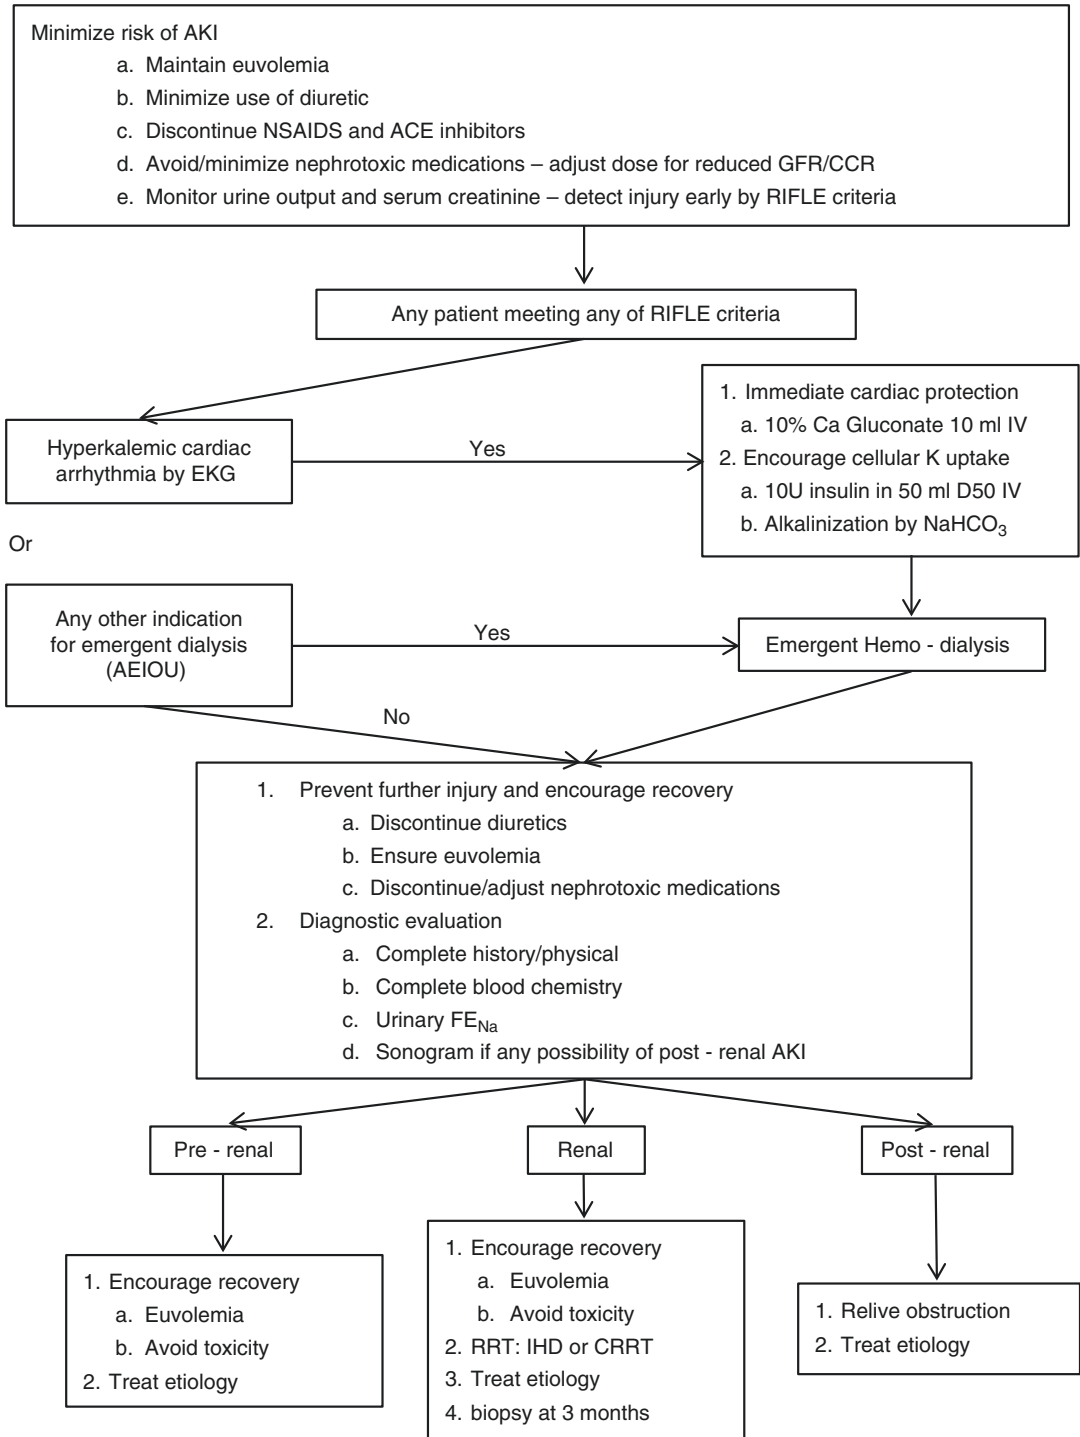 Minimize risk of AKI
a. Maintain euvolemia
b. Minimize use of diuretic
c. Discontinue NSAIDS and ACE inhibitors
d. Avoid/minimize nephrotoxic medications – adjust dose for reduced GFR/CCR
e. Monitor urine output and serum creatinine – detect injury early by RIFLE criteria
Any patient meeting any of RIFLE criteria
Hyperkalemic cardiac
arrhythmia by EKG
Yes
1. Immediate cardiac protection
a. 10% Ca Gluconate 10 ml IV
2. Encourage cellular K uptake
a. 10U insulin in 50 ml D50 IV
b. Alkalinization by NaHCO3
Or
Any other indication
for emergent dialysis
(AEIOU)
Yes
Emergent Hemo - dialysis
No
1. Prevent further injury and encourage recovery
a. Discontinue diuretics
b. Ensure euvolemia
c. Discontinue/adjust nephrotoxic medications
2. Diagnostic evaluation
a. Complete history/physical
b. Complete blood chemistry
c. Urinary FENa
d. Sonogram if any possibility of post - renal AKI
Pre - renal
Renal
Post - renal
1. Encourage recovery
a. Euvolemia
b. Avoid toxicity
2. Treat etiology
1. Encourage recovery
a. Euvolemia
b. Avoid toxicity
2. RRT: IHD or CRRT
3. Treat etiology
4. biopsy at 3 months
1. Relive obstruction
2. Treat etiology